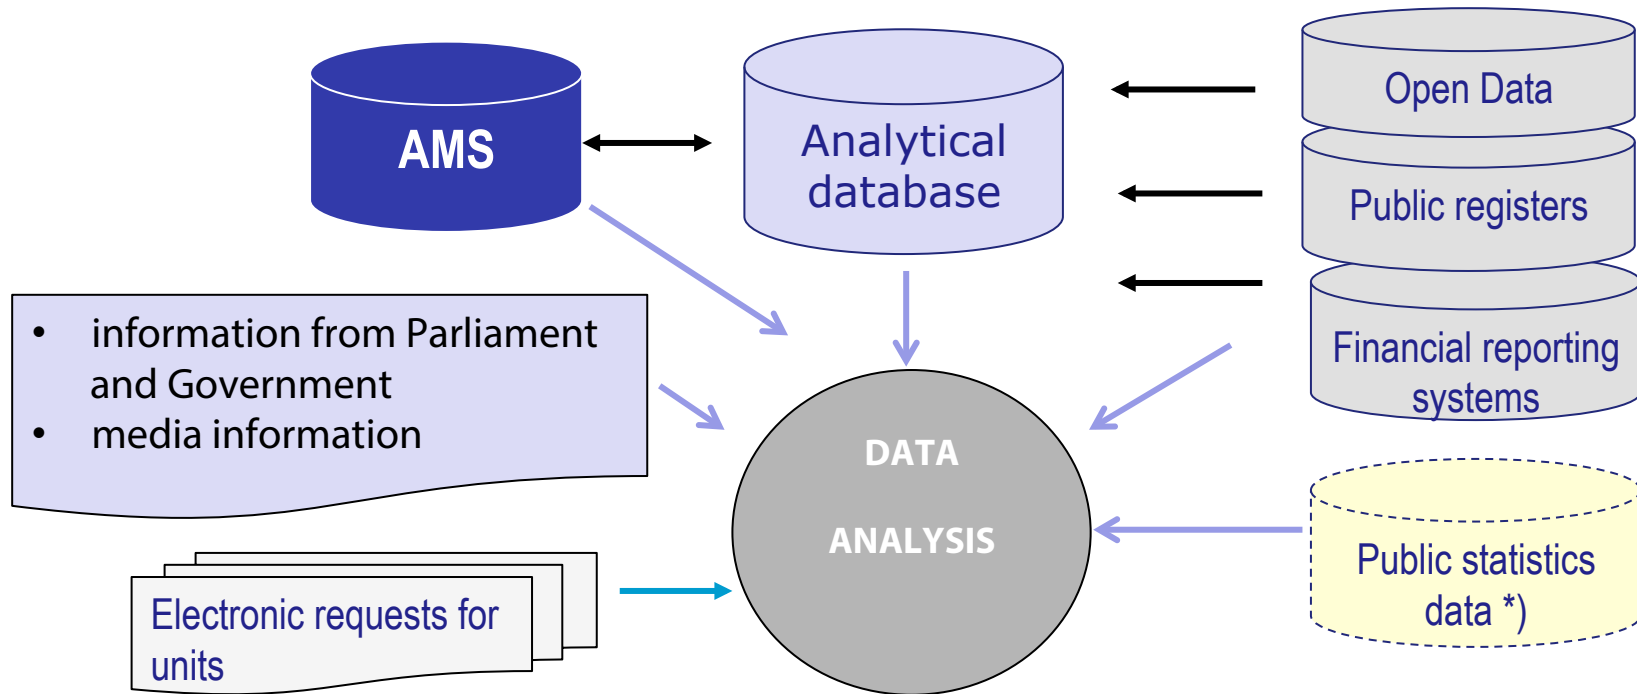 AMS
Analytical
database
Open Data
Public registers
Financial reporting
systems
• information from Parliament
and Government
• media information
DATA
ANALYSIS
Public statistics
data *)
Electronic requests for
units